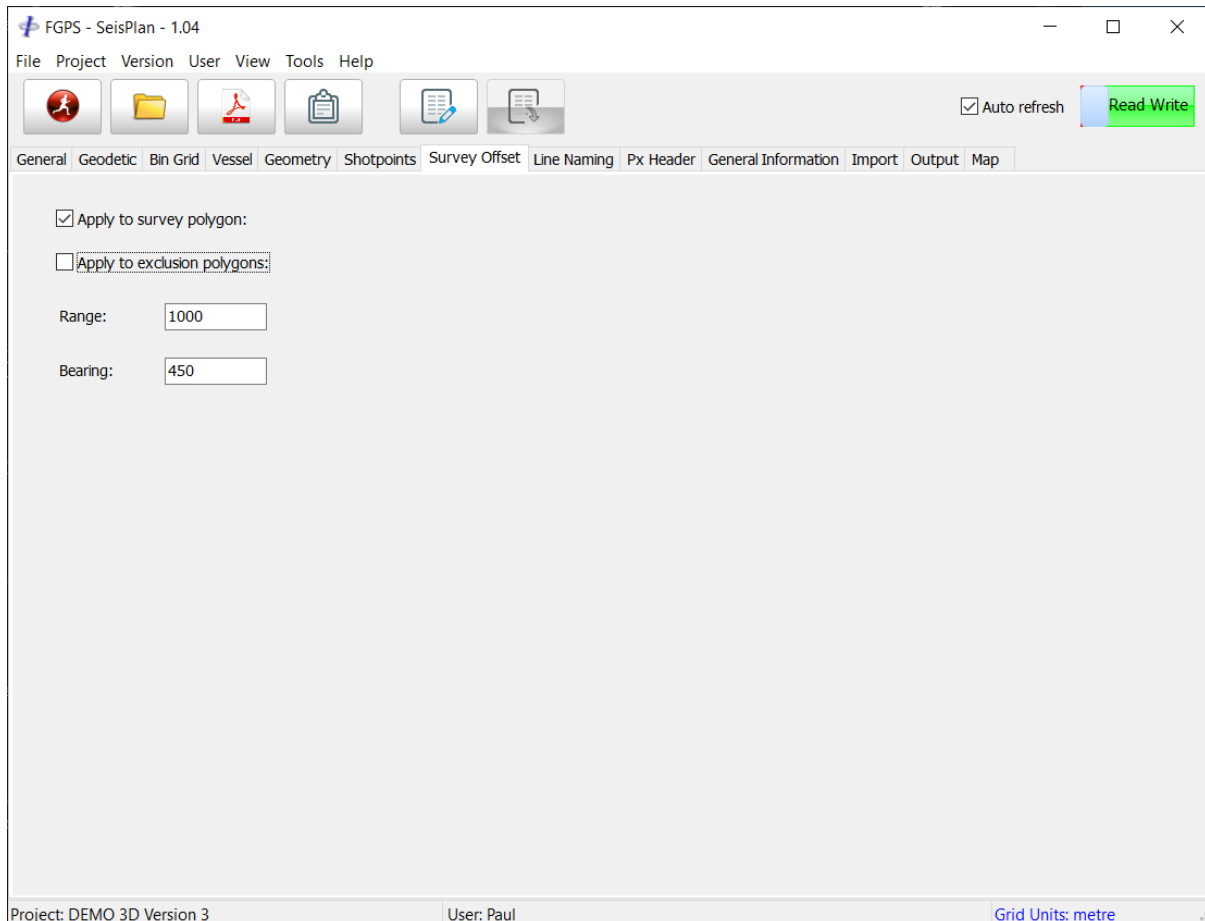 FGPS - SeisPlan - 1.04
File Project Version User View Tools Help
Auto refresh
Read Write
General Geodetic Bin Grid Vessel Geometry Shotpoints Survey Offset Line Naming Px Header General Information Import Output Map
Apply to survey polygon:
Apply to exclusion polygons:
Range: 1000
Bearing: 450
Project: DEMO 3D Version 3 User: Paul Grid Units: metre